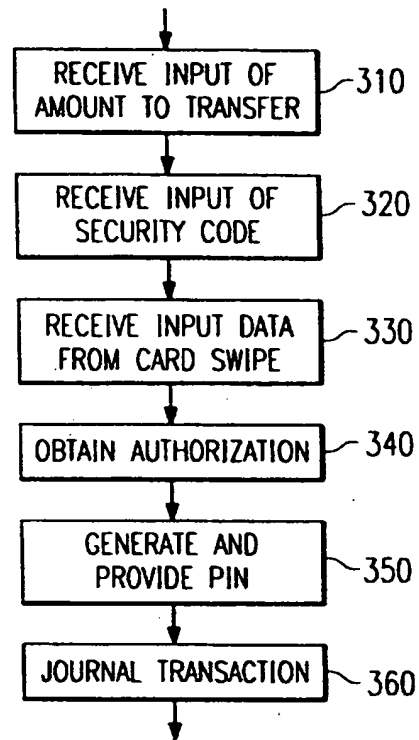 RECEIVE INPUT OF
AMOUNT TO TRANSFER
310
RECEIVE INPUT OF
SECURITY CODE
320
RECEIVE INPUT DATA
FROM CARD SWIPE
330
OBTAIN AUTHORIZATION
340
GENERATE AND
PROVIDE PIN
350
JOURNAL TRANSACTION
360